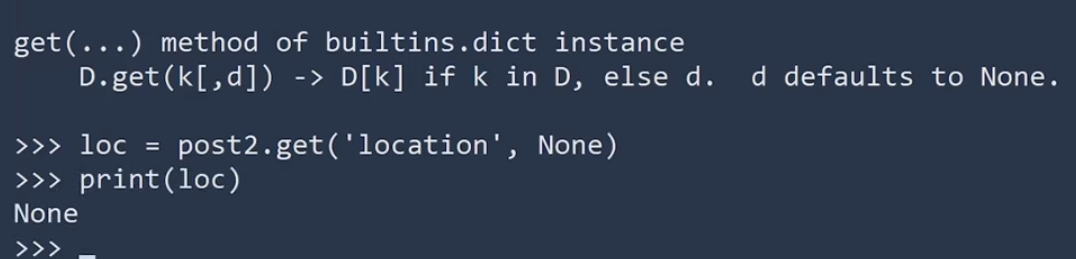 get(...) method of builtins.dict instance
    D.get(k[,d]) -> D[k] if k in D, else d.  d defaults to None.
>>> loc = post2.get('location', None)
>>> print(loc)
None
>>> _